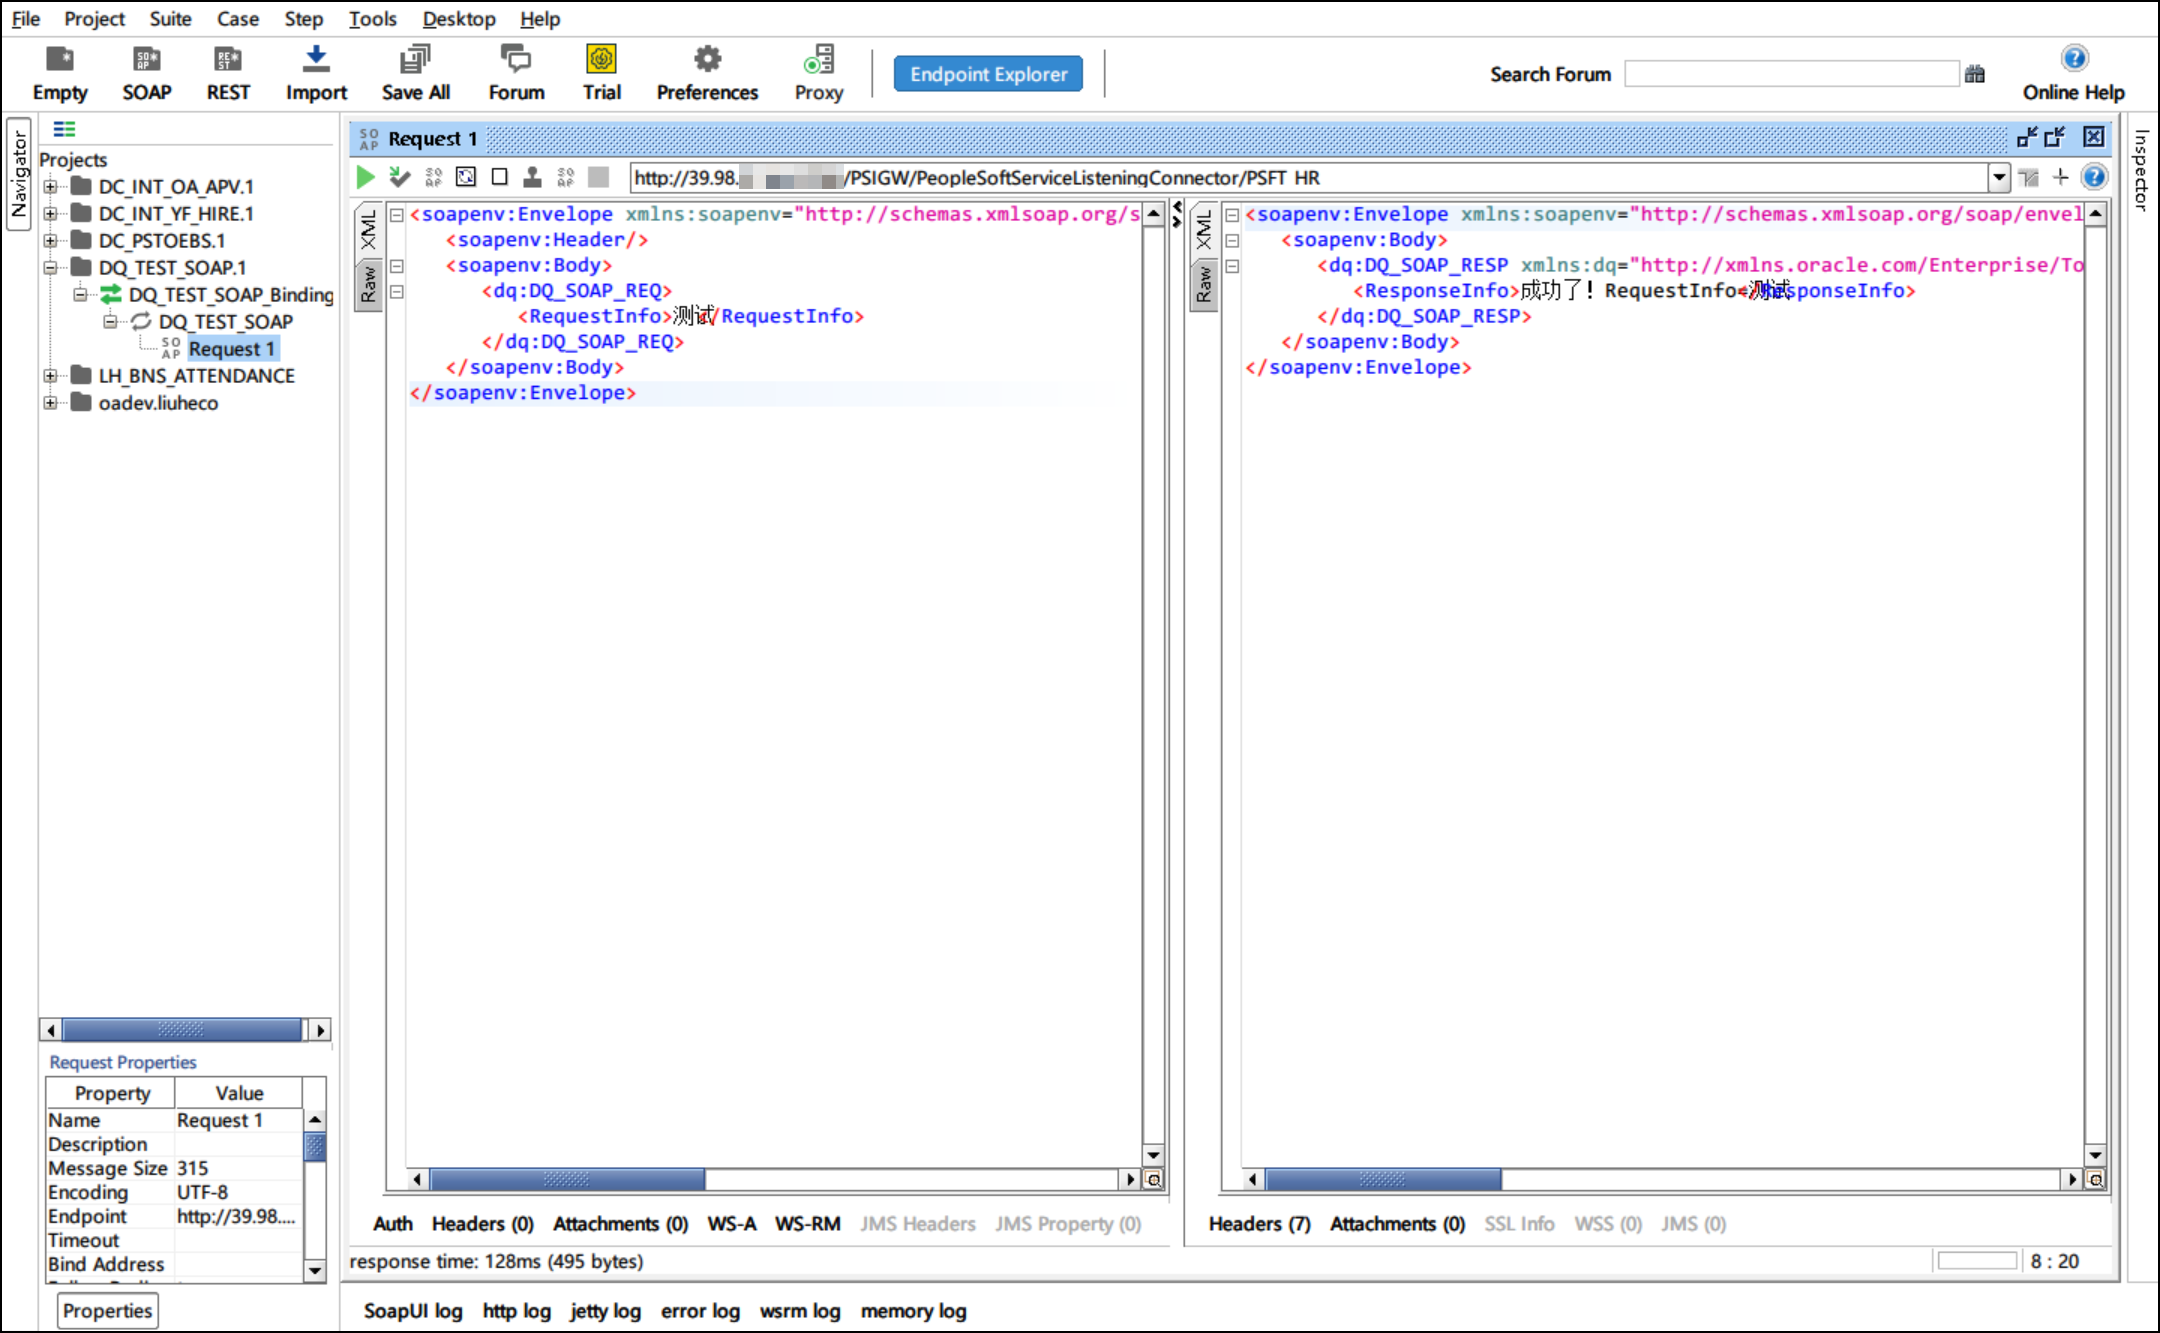 File Project Suite Case Step Tools Desktop Help
Empty SOAP REST Import Save All Forum Trial Preferences Proxy Endpoint Explorer Search Forum Online Help
Navigator
Projects
DC_INT_OA_APV.1
DC_INT_YF_HIRE.1
DC_PSTOEBS.1
DQ_TEST_SOAP.1
DQ_TEST_SOAP_Binding
DQ_TEST_SOAP
Request 1
LH_BNS_ATTENDANCE
oadev.liuheco
Request Properties
Property Value
Name Request 1
Description
Message Size 315
Encoding UTF-8
Endpoint http://39.98....
Timeout
Bind Address
Properties
Request 1
http://39.98. /PSIGW/PeopleSoftServiceListeningConnector/PSFT HR
XML
Raw
<soapenv:Envelope xmlns:soapenv="http://schemas.xmlsoap.org/s
<soapenv:Header/>
<soapenv:Body>
<dq:DQ_SOAP_REQ>
<RequestInfo>测试</RequestInfo>
</dq:DQ_SOAP_REQ>
</soapenv:Body>
</soapenv:Envelope>
Auth Headers (0) Attachments (0) WS-A WS-RM JMS Headers JMS Property (0)
XML
Raw
<soapenv:Envelope xmlns:soapenv="http://schemas.xmlsoap.org/soap/envel
<soapenv:Body>
<dq:DQ_SOAP_RESP xmlns:dq="http://xmlns.oracle.com/Enterprise/To
<ResponseInfo>成功了！RequestInfo=测试</ResponseInfo>
</dq:DQ_SOAP_RESP>
</soapenv:Body>
</soapenv:Envelope>
Headers (7) Attachments (0) SSL Info WSS (0) JMS (0)
response time: 128ms (495 bytes)
8 : 20
SoapUI log http log jetty log error log wsrm log memory log
Inspector